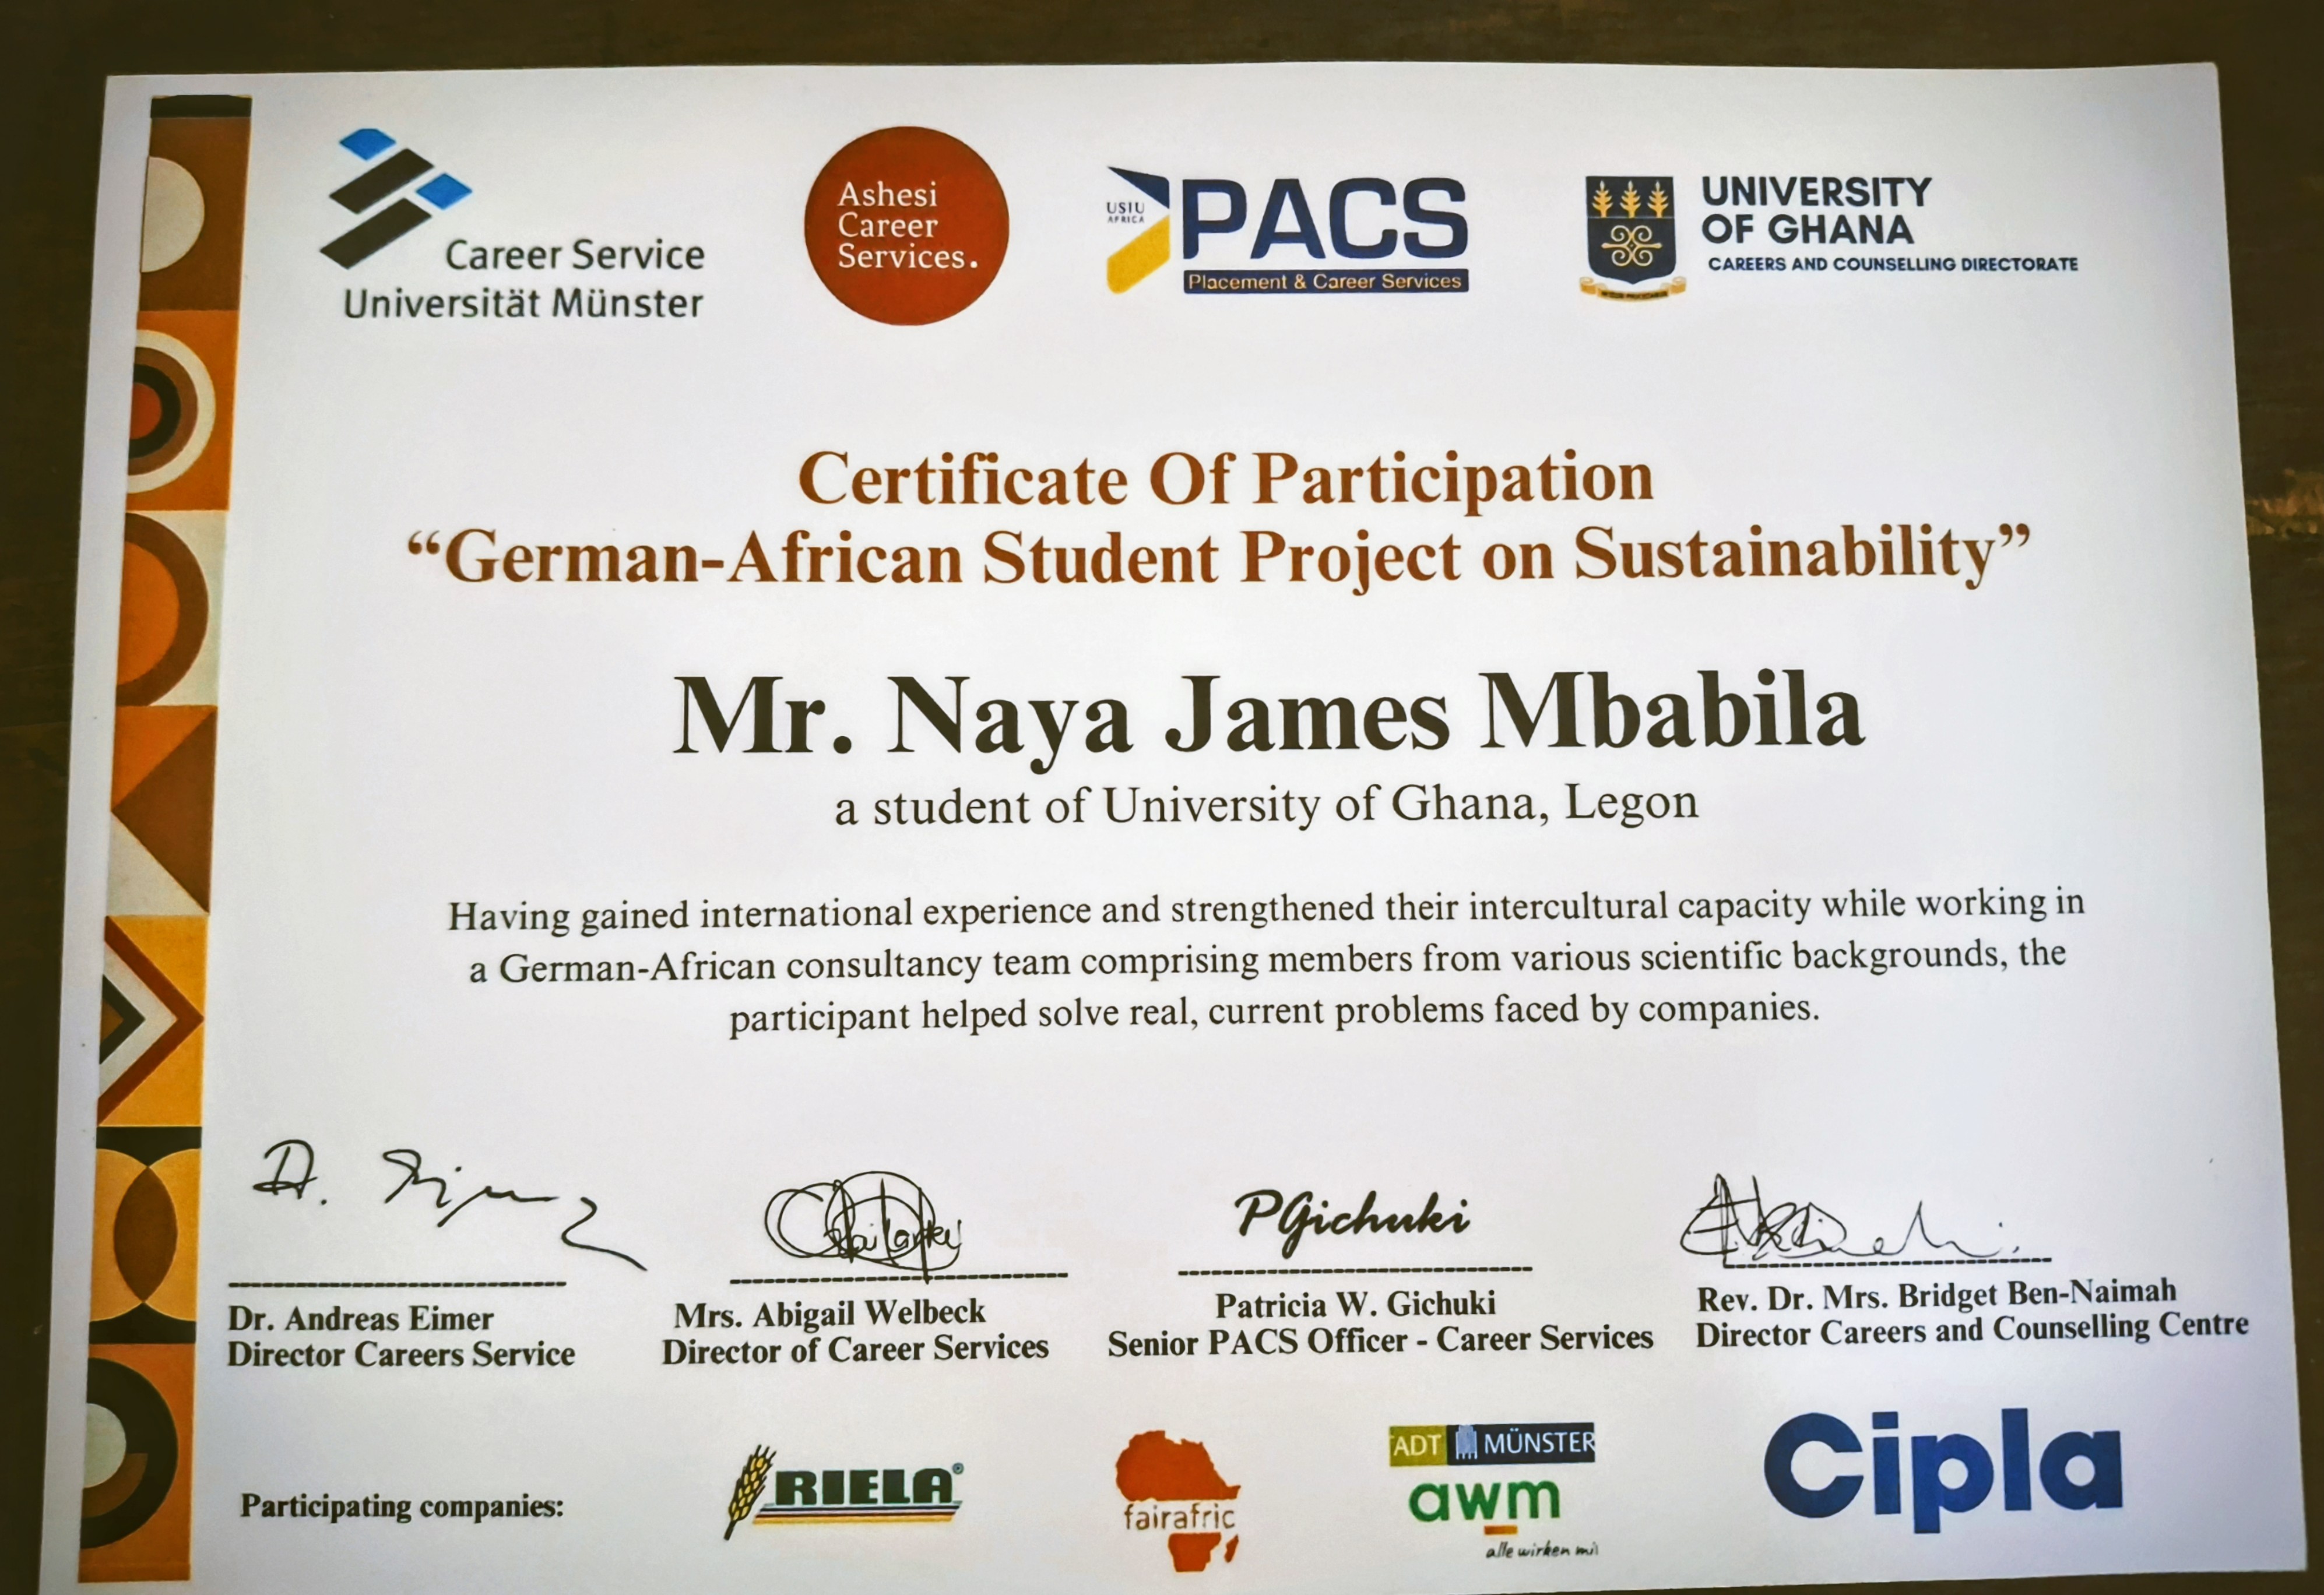 Career Service
Universität Münster
Ashesi
Career
Services.
USIU
AFRICA
PACS
Placement & Career Services
UNIVERSITY
OF GHANA
CAREERS AND COUNSELLING DIRECTORATE
Certificate Of Participation
“German-African Student Project on Sustainability”
Mr. Naya James Mbabila
a student of University of Ghana, Legon
Having gained international experience and strengthened their intercultural capacity while working in
a German-African consultancy team comprising members from various scientific backgrounds, the
participant helped solve real, current problems faced by companies.
PGichuki
Dr. Andreas Eimer
Director Careers Service
Mrs. Abigail Welbeck
Director of Career Services
Patricia W. Gichuki
Senior PACS Officer - Career Services
Rev. Dr. Mrs. Bridget Ben-Naimah
Director Careers and Counselling Centre
Participating companies:
RIELA®
fairafric
TADT MÜNSTER
awm
alle wirken mit
Cipla